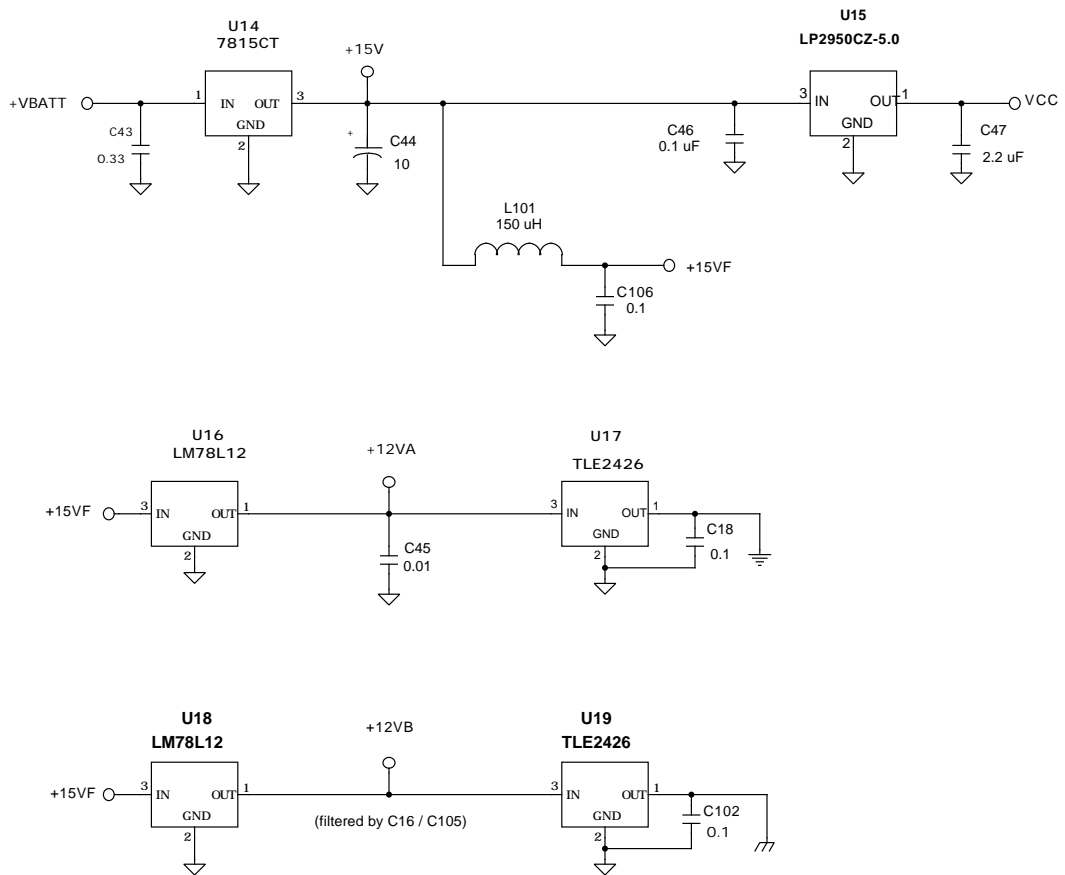 U14
7815CT
+15V
U15
LP2950CZ-5.0
+VBATT
1
IN
OUT
3
GND
2
C43
0.33
+
C44
10
C46
0.1 uF
3
IN
OUT
1
GND
2
VCC
C47
2.2 uF
L101
150 uH
+15VF
C106
0.1
U16
LM78L12
+12VA
U17
TLE2426
+15VF
3
IN
OUT
1
GND
2
C45
0.01
3
IN
OUT
1
GND
2
C18
0.1
U18
LM78L12
+12VB
U19
TLE2426
+15VF
3
IN
OUT
1
GND
2
(filtered by C16 / C105)
3
IN
OUT
1
GND
2
C102
0.1